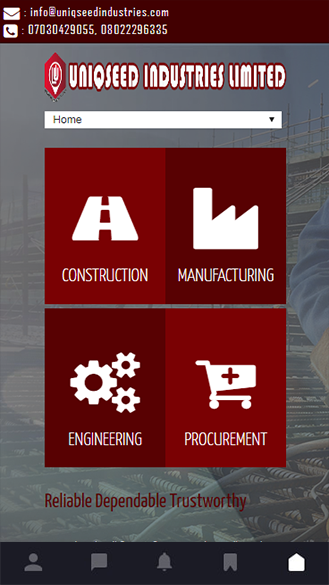 : info@uniqseedindustries.com
: 07030429055, 08022296335
UNIQSEED INDUSTRIES LIMITED
Home
CONSTRUCTION
MANUFACTURING
ENGINEERING
PROCUREMENT
Reliable Dependable Trustworthy